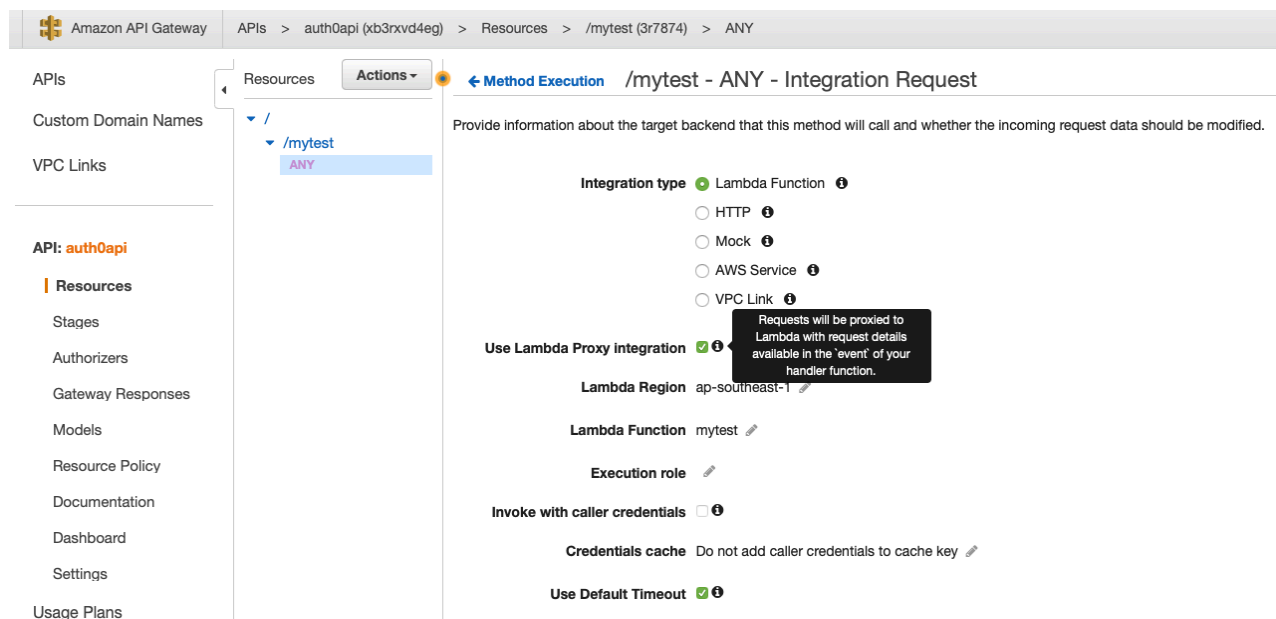 Amazon API Gateway APIs > auth0api (xb3rxvd4eg) > Resources > /mytest (3r7874) > ANY
APIs
Custom Domain Names
VPC Links
API: auth0api
Resources
Stages
Authorizers
Gateway Responses
Models
Resource Policy
Documentation
Dashboard
Settings
Usage Plans
Resources Actions
/
/mytest
ANY
Method Execution /mytest - ANY - Integration Request
Provide information about the target backend that this method will call and whether the incoming request data should be modified.
Integration type Lambda Function
HTTP
Mock
AWS Service
VPC Link
Requests will be proxied to
Lambda with request details
available in the `event` of your
handler function.
Use Lambda Proxy integration
Lambda Region ap-southeast-1
Lambda Function mytest
Execution role
Invoke with caller credentials
Credentials cache Do not add caller credentials to cache key
Use Default Timeout